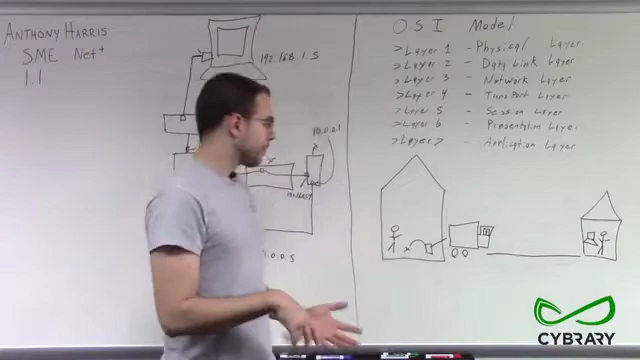 ANTHONY HARRIS
SME Net+
1.1
192.168.1.5
10.0.2.1
OSI Model
>Layer 1 - Physical Layer
>Layer 2 - Data Link Layer
>Layer 3 - Network Layer
>Layer 4 - Transport Layer
>Layer 5 - Session Layer
>Layer 6 - Presentation Layer
>Layer 7 - Application Layer
CYBRARY